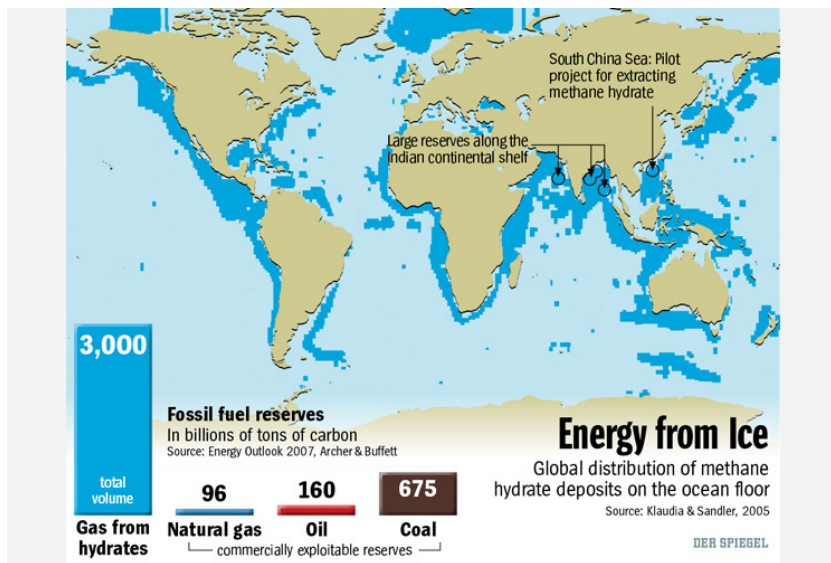 South China Sea: Pilot
project for extracting
methane hydrate
Large reserves along the
Indian continental shelf
3,000
total
volume
Gas from
hydrates
Fossil fuel reserves
In billions of tons of carbon
Source: Energy Outlook 2007, Archer & Buffett
96
Natural gas
160
Oil
675
Coal
commercially exploitable reserves
Energy from Ice
Global distribution of methane
hydrate deposits on the ocean floor
Source: Klaudia & Sandler, 2005
DER SPIEGEL